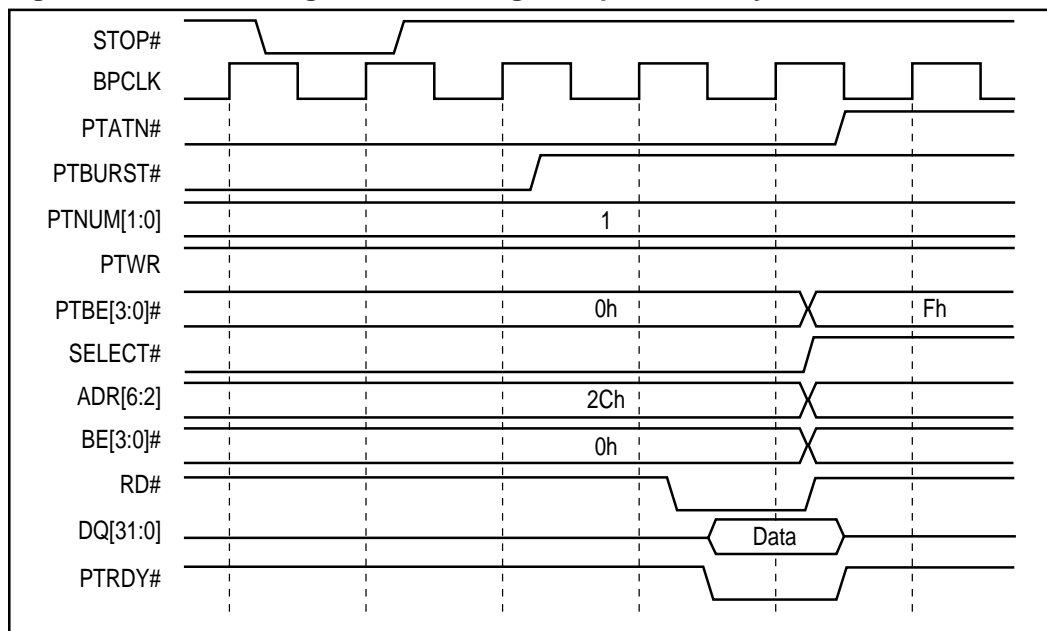 STOP#
BPCLK
PTATN#
PTBURST#
PTNUM[1:0] 1
PTWR
PTBE[3:0]# 0h Fh
SELECT#
ADR[6:2] 2Ch
BE[3:0]# 0h
RD#
DQ[31:0] Data
PTRDY#